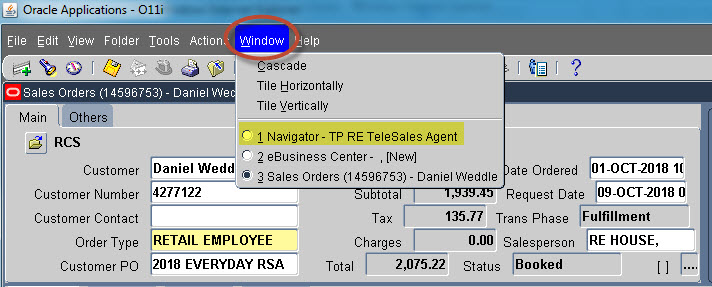 Oracle Applications - O11i
File Edit View Folder Tools Actions Window Help
Cascade
Tile Horizontally
Tile Vertically
1 Navigator - TP RE TeleSales Agent
2 eBusiness Center - , [New]
3 Sales Orders (14596753) - Daniel Weddle
Sales Orders (14596753) - Daniel Wedd
Main Others
RCS
Customer Daniel Wedd Date Ordered 01-OCT-2018 10
Customer Number 4277122 Subtotal 1,939.45 Request Date 09-OCT-2018 0
Customer Contact Tax 135.77 Trans Phase Fulfillment
Order Type RETAIL EMPLOYEE Charges 0.00 Salesperson RE HOUSE,
Customer PO 2018 EVERYDAY RSA Total 2,075.22 Status Booked [ ] ....